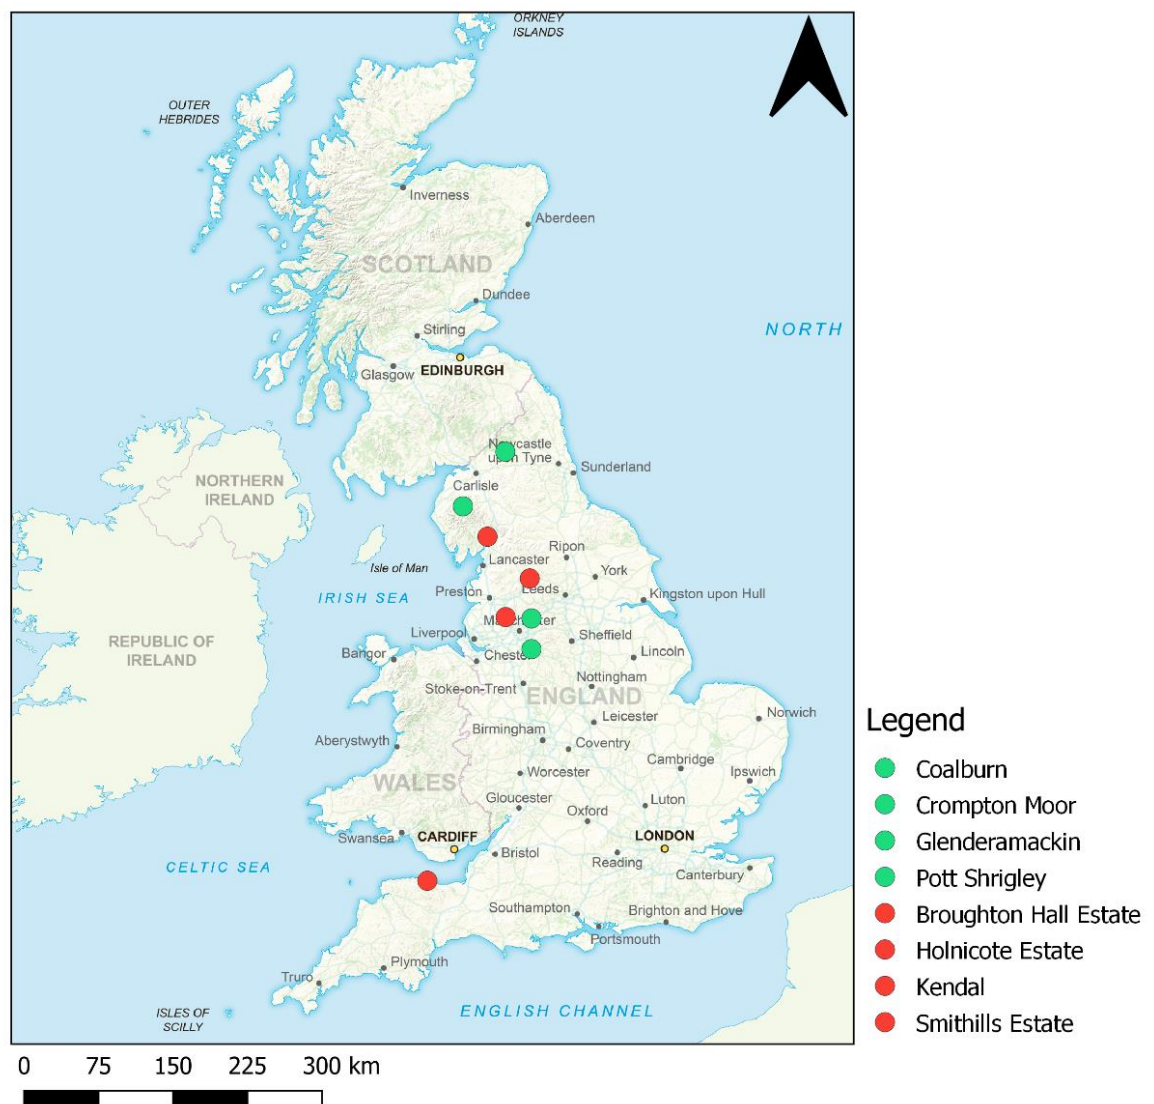 ORKNEY
ISLANDS
OUTER
HEBRIDES
Inverness
Aberdeen
SCOTLAND
Dundee
Stirling
NORTH
Glasgow
EDINBURGH
Newcastle
upon Tyne
Sunderland
Carlisle
NORTHERN
IRELAND
Isle of Man
Lancaster
Ripon
York
Leeds
Preston
Kingston upon Hull
IRISH SEA
Manchester
Liverpool
Sheffield
REPUBLIC OF
IRELAND
Bangor
Chester
Lincoln
Nottingham
Stoke-on-Trent
ENGLAND
Leicester
Norwich
Birmingham
Aberystwyth
Coventry
Cambridge
Worcester
Ipswich
WALES
Gloucester
Luton
Oxford
Swansea
CARDIFF
LONDON
Bristol
Reading
CELTIC SEA
Canterbury
Southampton
Brighton and Hove
Portsmouth
Plymouth
Truro
ISLES OF
SCILLY
ENGLISH CHANNEL
Legend
Coalburn
Crompton Moor
Glenderamackin
Pott Shrigley
Broughton Hall Estate
Holnicote Estate
Kendal
Smithills Estate
0 75 150 225 300 km